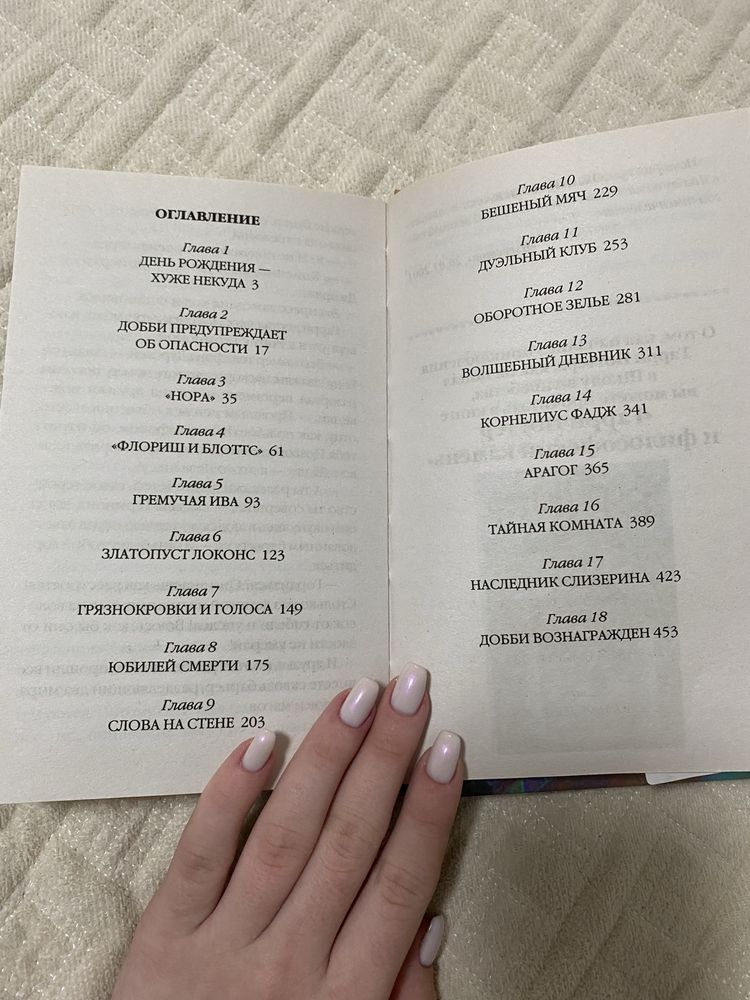 ОГЛАВЛЕНИЕ
Глава 1
ДЕНЬ РОЖДЕНИЯ —
ХУЖЕ НЕКУДА 3
Глава 2
ДОББИ ПРЕДУПРЕЖДАЕТ
ОБ ОПАСНОСТИ 17
Глава 3
«НОРА» 35
Глава 4
«ФЛОРИШ И БЛОТТС» 61
Глава 5
ГРЕМУЧАЯ ИВА 93
Глава 6
ЗЛАТОПУСТ ЛОКОНС 123
Глава 7
ГРЯЗНОКРОВКИ И ГОЛОСА 149
Глава 8
ЮБИЛЕЙ СМЕРТИ 175
Глава 9
СЛОВА НА СТЕНЕ 203
Глава 10
БЕШЕНЫЙ МЯЧ 229
Глава 11
ДУЭЛЬНЫЙ КЛУБ 253
Глава 12
ОБОРОТНОЕ ЗЕЛЬЕ 281
Глава 13
ВОЛШЕБНЫЙ ДНЕВНИК 311
Глава 14
КОРНЕЛИУС ФАДЖ 341
Глава 15
АРАГОГ 365
Глава 16
ТАЙНАЯ КОМНАТА 389
Глава 17
НАСЛЕДНИК СЛИЗЕРИНА 423
Глава 18
ДОББИ ВОЗНАГРАЖДЕН 453